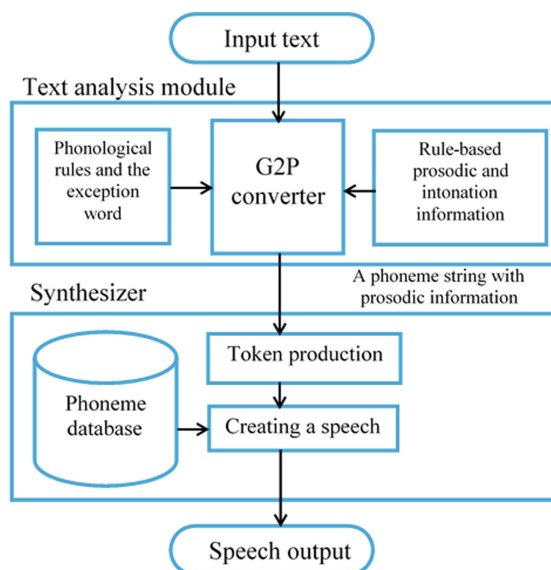 Input text
Text analysis module
Phonological
rules and the
exception
word
G2P
converter
Rule-based
prosodic and
intonation
information
A phoneme string with
prosodic information
Synthesizer
Token production
Phoneme
database
Creating a speech
Speech output